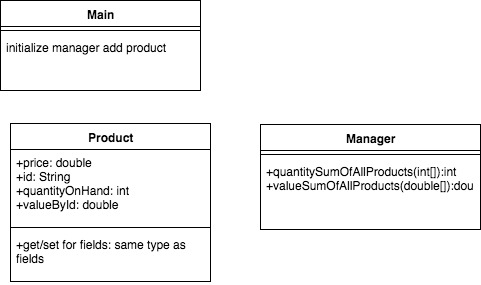 Main
initialize manager add product
Product
+price: double
+id: String
+quantityOnHand: int
+valueById: double
+get/set for fields: same type as
fields
Manager
+quantitySumOfAllProducts(int[]):int
+valueSumOfAllProducts(double[]):dou